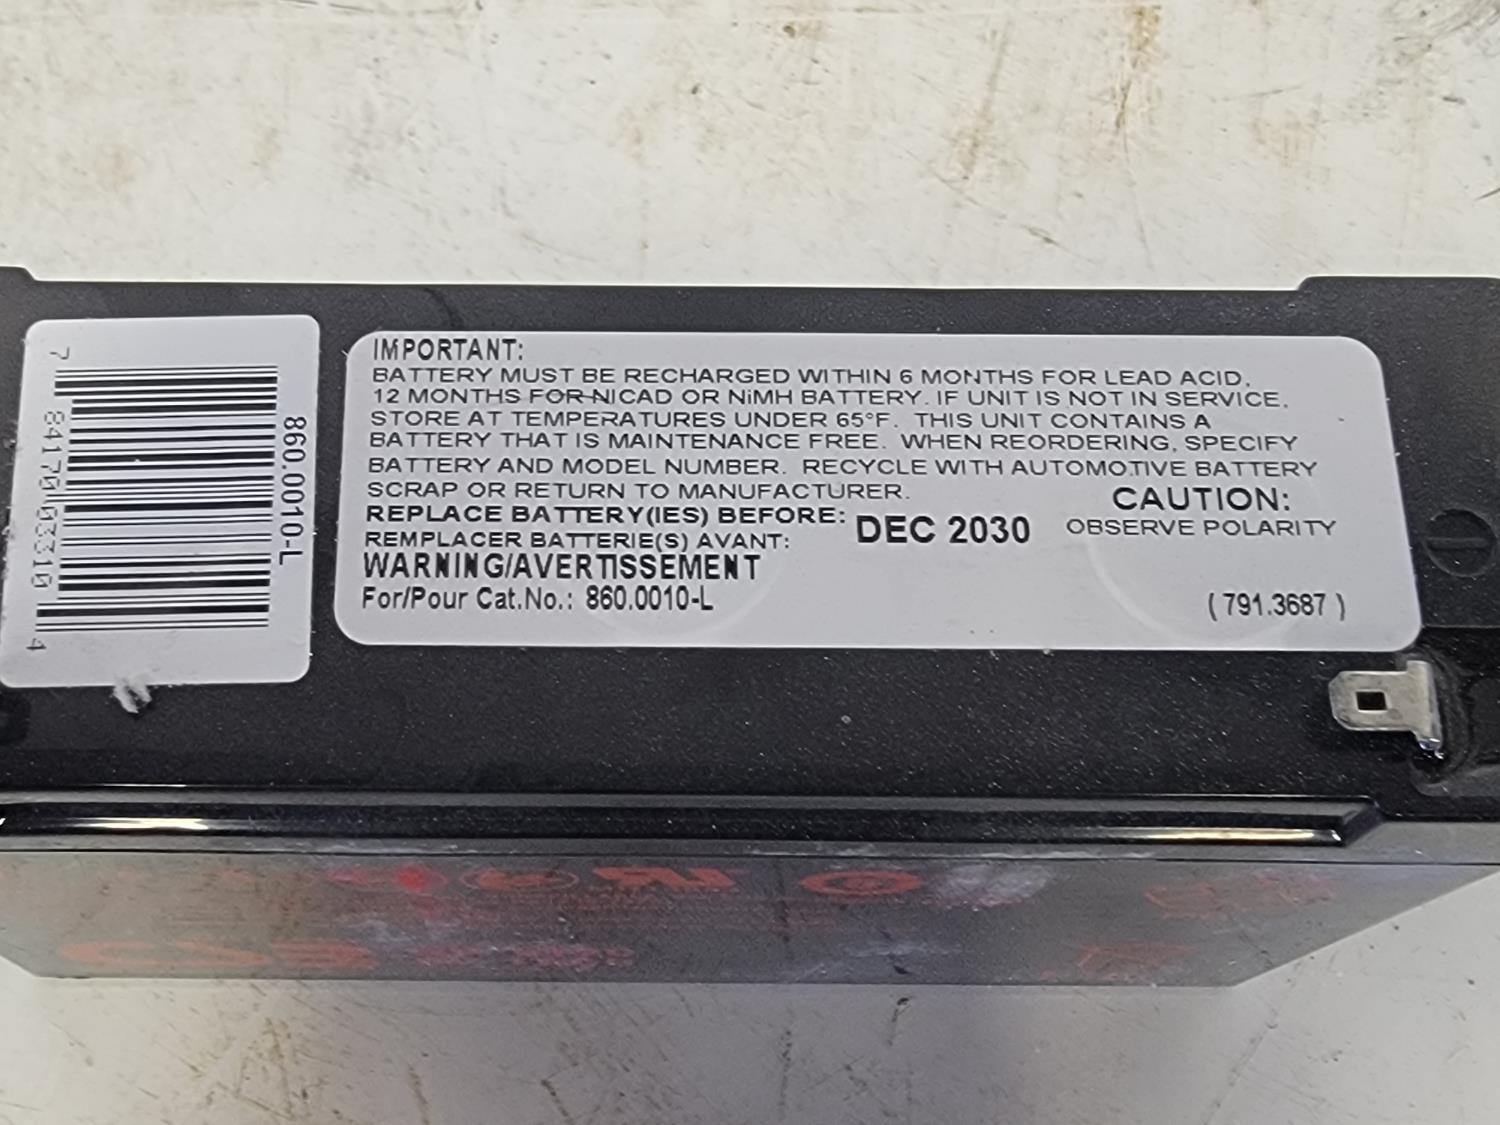 7 84170 03310 4
860.0010-L
IMPORTANT:
BATTERY MUST BE RECHARGED WITHIN 6 MONTHS FOR LEAD ACID,
12 MONTHS FOR NICAD OR NiMH BATTERY. IF UNIT IS NOT IN SERVICE,
STORE AT TEMPERATURES UNDER 65°F. THIS UNIT CONTAINS A
BATTERY THAT IS MAINTENANCE FREE. WHEN REORDERING, SPECIFY
BATTERY AND MODEL NUMBER. RECYCLE WITH AUTOMOTIVE BATTERY
SCRAP OR RETURN TO MANUFACTURER.
REPLACE BATTERY(IES) BEFORE:
REMPLACER BATTERIE(S) AVANT:
DEC 2030
CAUTION:
OBSERVE POLARITY
WARNING/AVERTISSEMENT
For/Pour Cat.No.: 860.0010-L
( 791.3687 )